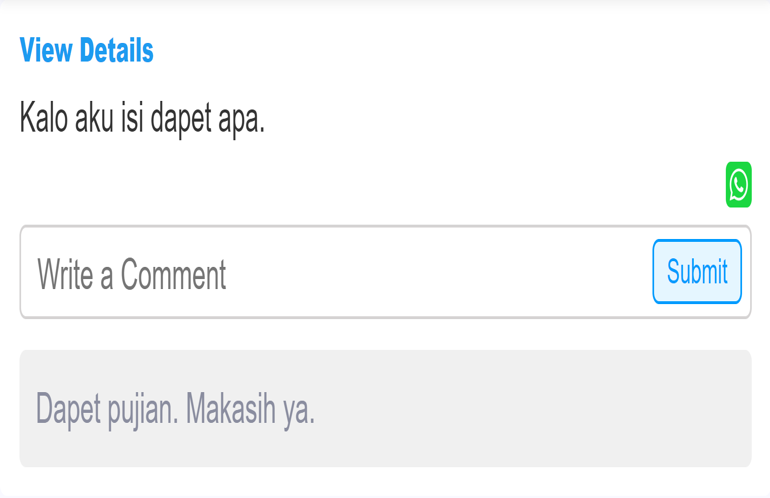 View Details
Kalo aku isi dapet apa.
Write a Comment
Submit
Dapet pujian. Makasih ya.